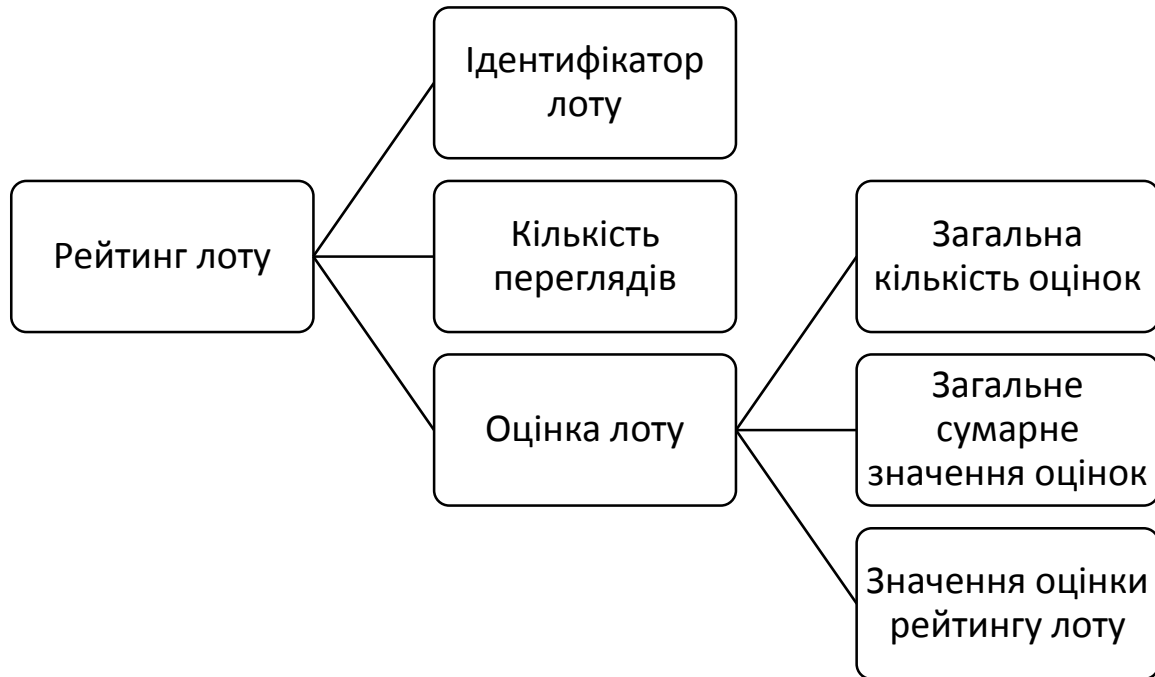 Ідентифікатор
лоту
Рейтинг лоту
Кількість
переглядів
Оцінка лоту
Загальна
кількість оцінок
Загальне
сумарне
значення оцінок
Значення оцінки
рейтингу лоту